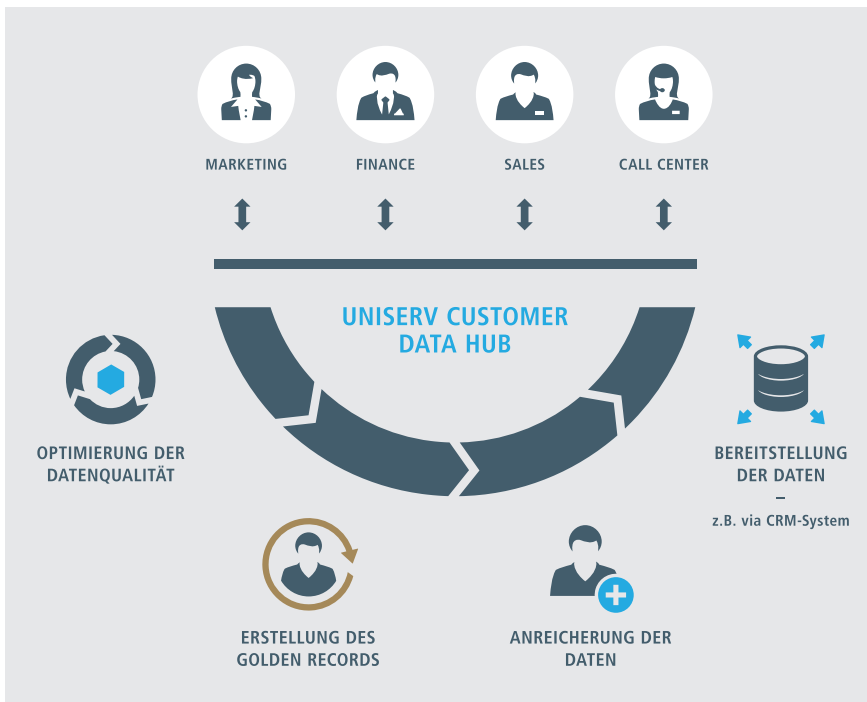 MARKETING
FINANCE
SALES
CALL CENTER
UNISERV CUSTOMER
DATA HUB
OPTIMIERUNG DER
DATENQUALITÄT
ERSTELLUNG DES
GOLDEN RECORDS
ANREICHERUNG DER
DATEN
BEREITSTELLUNG
DER DATEN
–
z.B. via CRM-System